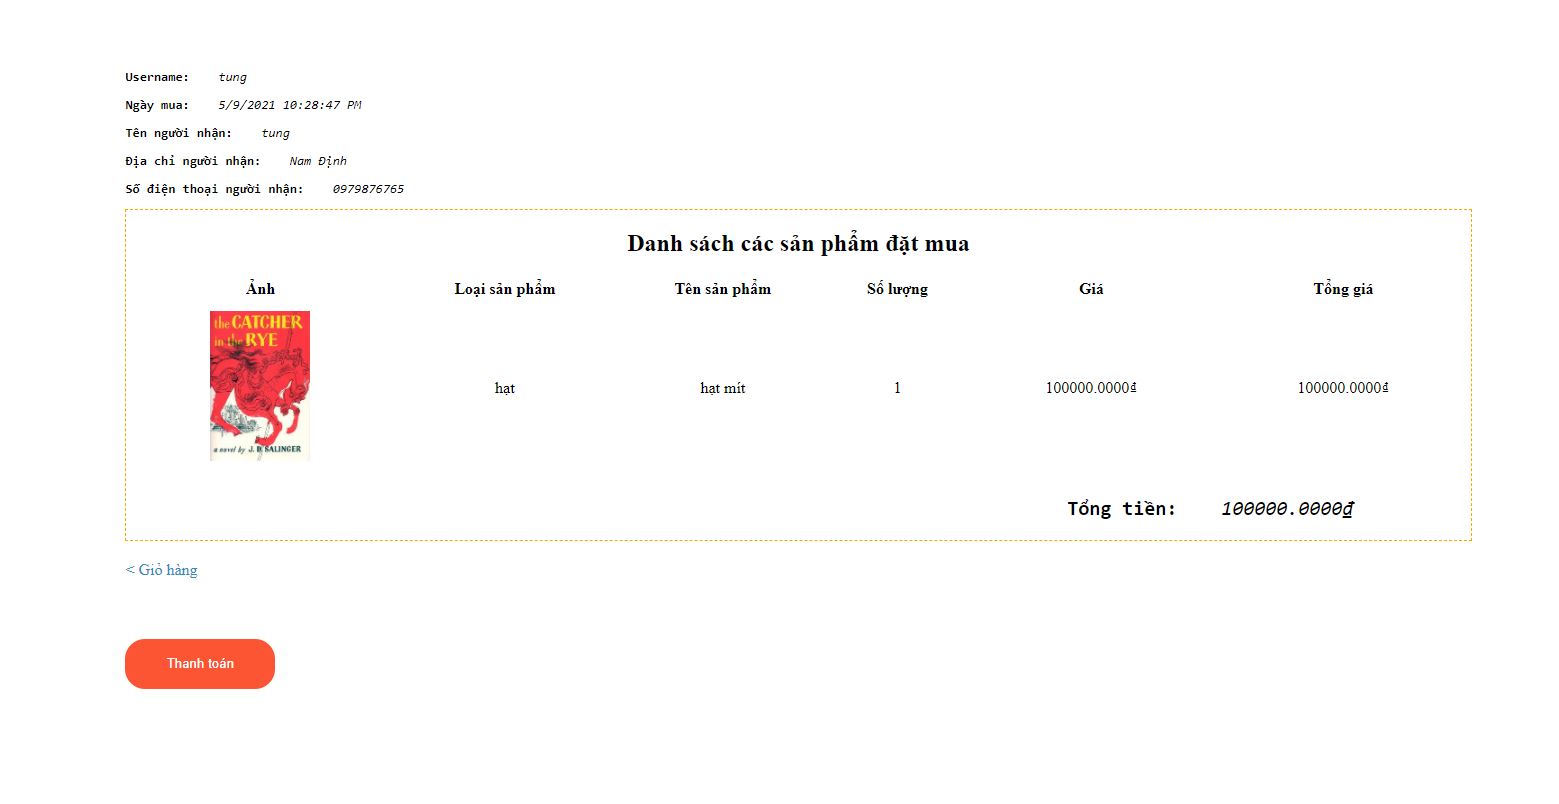 Username: tung
Ngày mua: 5/9/2021 10:28:47 PM
Tên người nhận: tung
Địa chỉ người nhận: Nam Định
Số điện thoại người nhận: 0979876765
Danh sách các sản phẩm đặt mua
Ảnh Loại sản phẩm Tên sản phẩm Số lượng Giá Tổng giá
the CATCHER
in the RYE
a novel by J. D. SALINGER
hạt hạt mít 1 100000.0000₫ 100000.0000₫
Tổng tiền: 100000.0000₫
< Giỏ hàng
Thanh toán